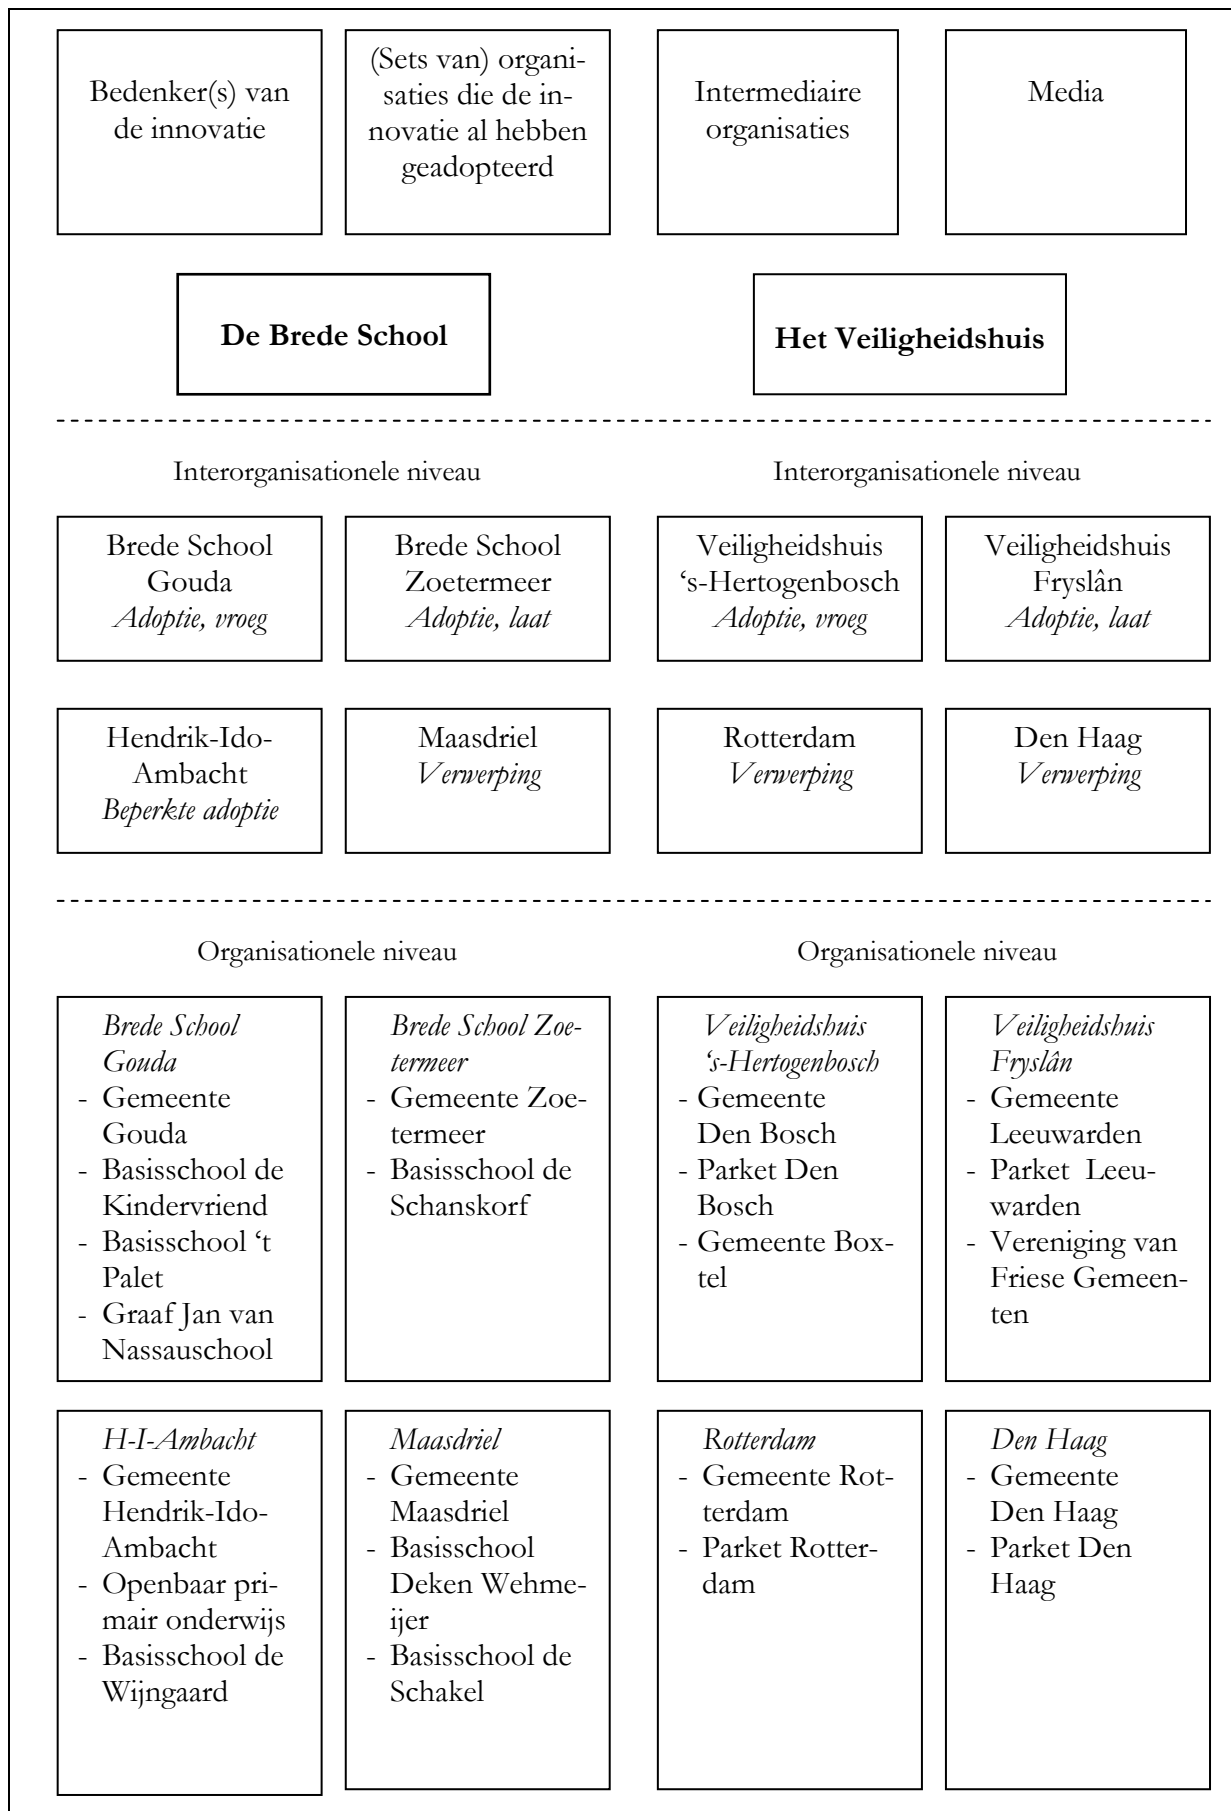 Bedenker(s) van
de innovatie
(Sets van) organi-
saties die de in-
novatie al hebben
geadopteerd
Intermediaire
organisaties
Media
De Brede School
Het Veiligheidshuis
Interorganisationele niveau
Interorganisationele niveau
Brede School
Gouda
Adoptie, vroeg
Brede School
Zoetermeer
Adoptie, laat
Veiligheidshuis
‘s-Hertogenbosch
Adoptie, vroeg
Veiligheidshuis
Fryslân
Adoptie, laat
Hendrik-Ido-
Ambacht
Beperkte adoptie
Maasdriel
Verwerping
Rotterdam
Verwerping
Den Haag
Verwerping
Organisationele niveau
Organisationele niveau
Brede School
Gouda
- Gemeente
Gouda
- Basisschool de
Kindervriend
- Basisschool ‘t
Palet
- Graaf Jan van
Nassauschool
Brede School Zoe-
termeer
- Gemeente Zoe-
termeer
- Basisschool de
Schanskorf
Veiligheidshuis
‘s-Hertogenbosch
- Gemeente
Den Bosch
- Parket Den
Bosch
- Gemeente Box-
tel
Veiligheidshuis
Fryslân
- Gemeente
Leeuwarden
- Parket Leeu-
warden
- Vereniging van
Friese Gemeen-
ten
H-I-Ambacht
- Gemeente
Hendrik-Ido-
Ambacht
- Openbaar pri-
mair onderwijs
- Basisschool de
Wijngaard
Maasdriel
- Gemeente
Maasdriel
- Basisschool
Deken Wehme-
ijer
- Basisschool de
Schakel
Rotterdam
- Gemeente Rot-
terdam
- Parket Rotter-
dam
Den Haag
- Gemeente
Den Haag
- Parket Den
Haag